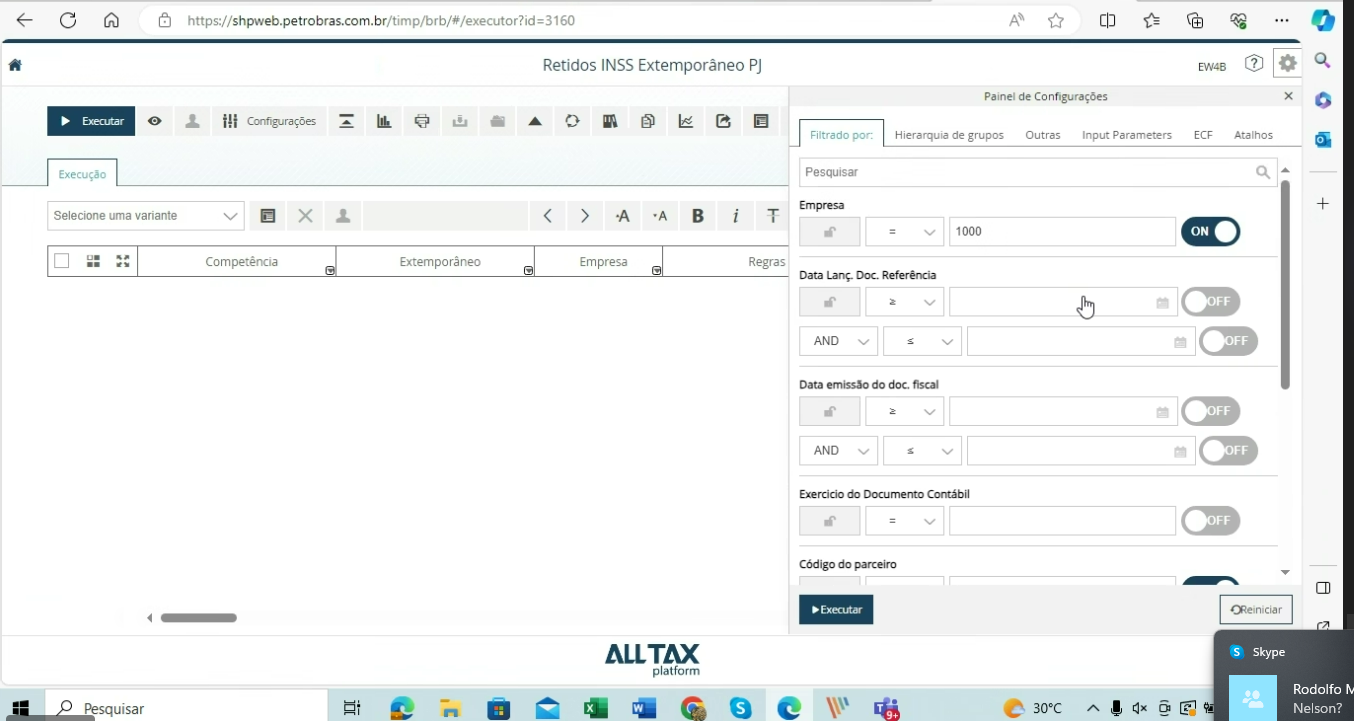 https://shpweb.petrobras.com.br/timp/brb/#/executor?id=3160
Retidos INSS Extemporâneo PJ
EW4B
Painel de Configurações
Executar
Configurações
Filtrado por:
Hierarquia de grupos
Outras
Input Parameters
ECF
Atalhos
Pesquisar
Execução
Selecione uma variante
A
A
B
i
T
Competência
Extemporâneo
Empresa
Regras
Empresa
=
1000
ON
Data Lanç. Doc. Referência
≥
OFF
AND
≤
OFF
Data emissão do doc. fiscal
≥
OFF
AND
≤
OFF
Exercicio do Documento Contábil
=
OFF
Código do parceiro
Executar
Reiniciar
ALL TAX
platform
Skype
Rodolfo M
Nelson?
Pesquisar
9+
30°C